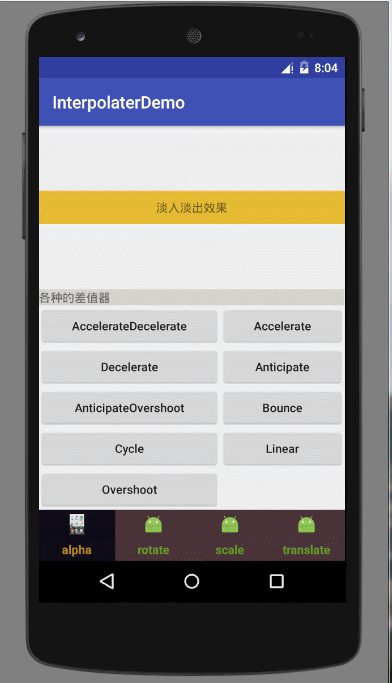 8:04
InterpolaterDemo
淡入淡出效果
各种的差值器
AccelerateDecelerate Accelerate
Decelerate Anticipate
AnticipateOvershoot Bounce
Cycle Linear
Overshoot
alpha rotate scale translate